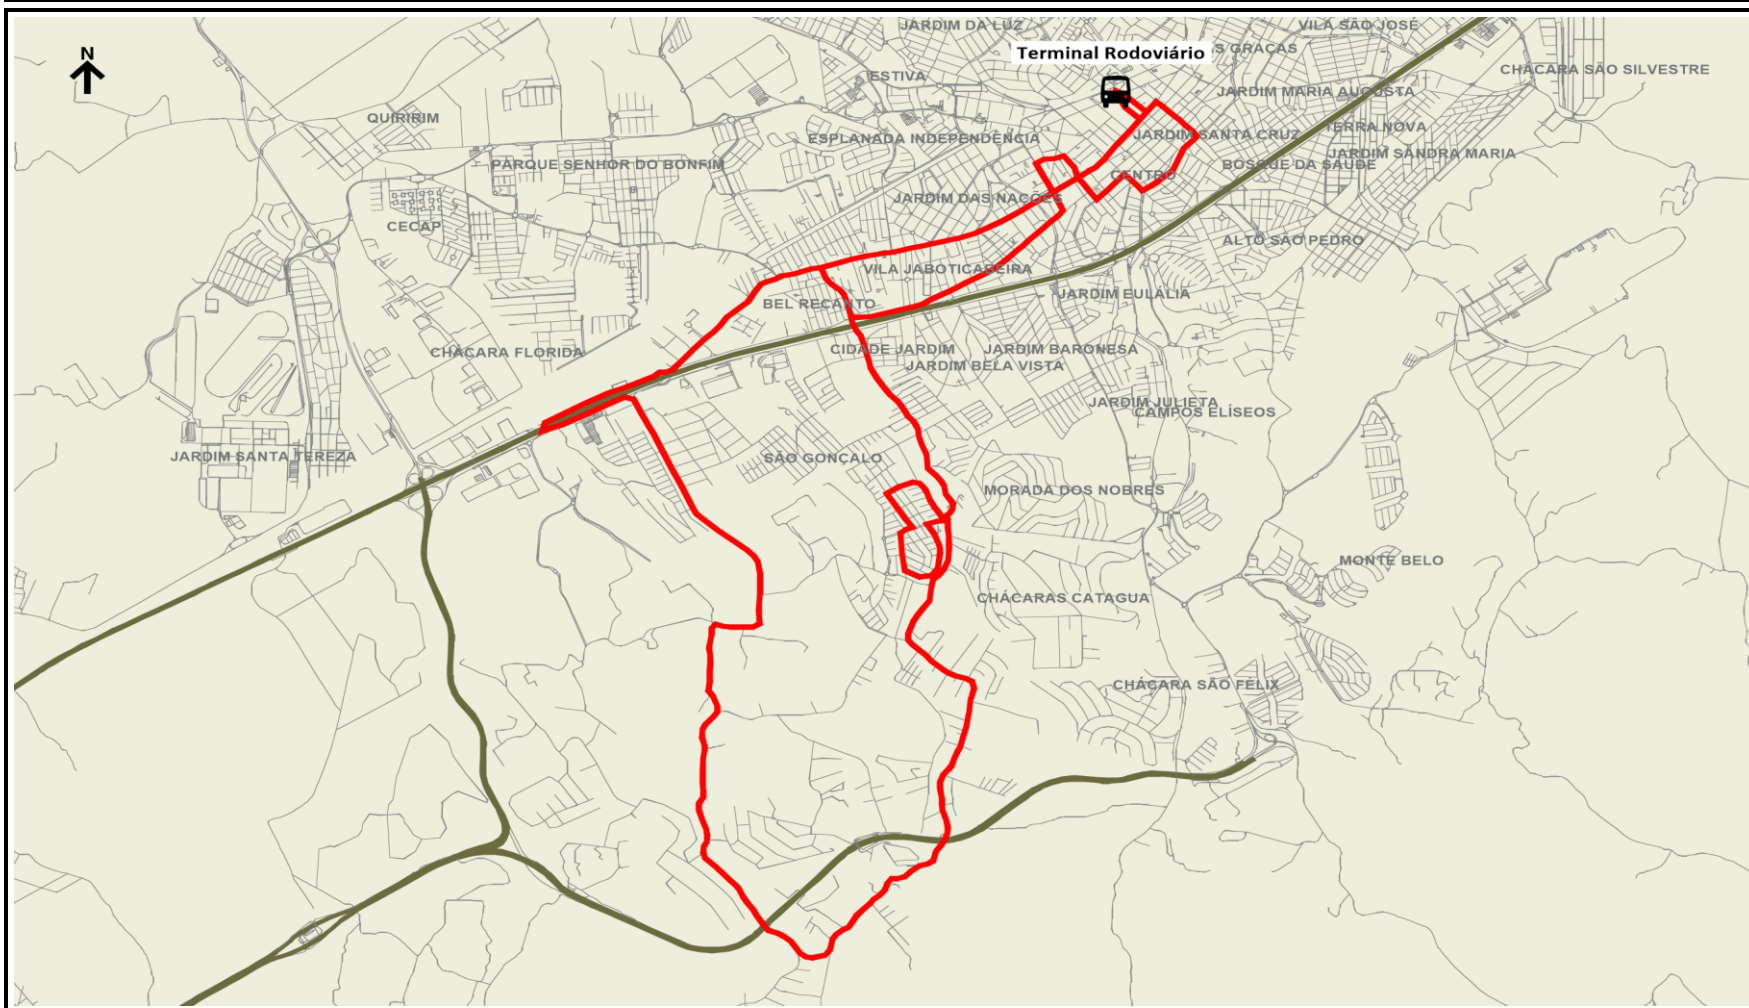 JARDIM DA LUZ
VILA SÃO JOSÉ
N
Terminal Rodoviário
S GRAÇAS
CHÁCARA SÃO SILVESTRE
ESTIVA
JARDIM MARIA AUGUSTA
QUIRIRIM
TERRA NOVA
ESPLANADA INDEPENDÊNCIA
JARDIM SANTA CRUZ
JARDIM SANDRA MARIA
PARQUE SENHOR DO BONFIM
BOSQUE DA SAÚDE
CENTRO
JARDIM DAS NAÇÕES
CECAP
ALTO SÃO PEDRO
VILA JABOTICABEIRA
JARDIM EULÁLIA
BEL RECANTO
CHÁCARA FLORIDA
CIDADE JARDIM
JARDIM BARONESA
JARDIM BELA VISTA
JARDIM JULIETA
CAMPOS ELÍSEOS
JARDIM SANTA TEREZA
SÃO GONÇALO
MORADA DOS NOBRES
MONTE BELO
CHÁCARAS CATAGUA
CHÁCARA SÃO FÉLIX